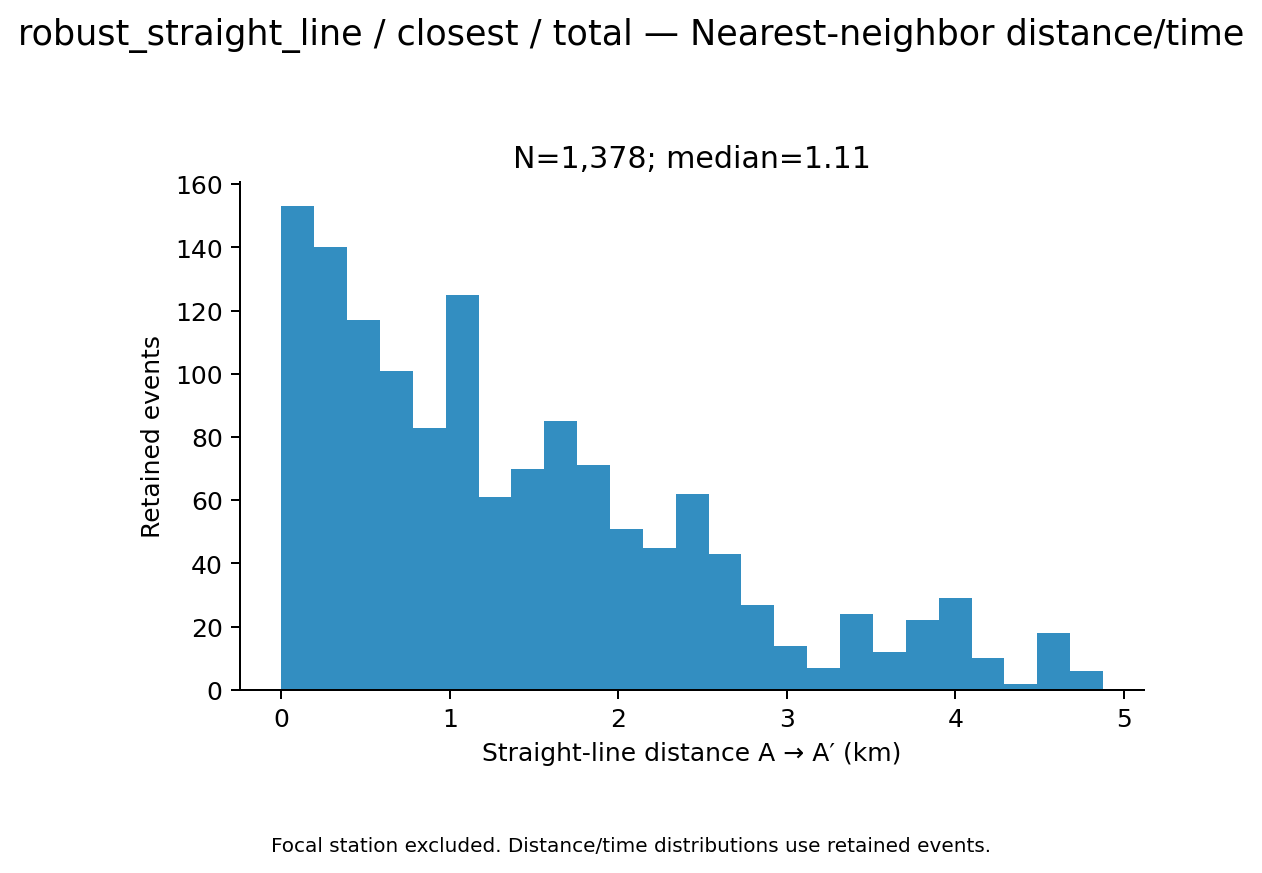 robust_straight_line / closest / total — Nearest-neighbor distance/time
N=1,378; median=1.11
160
140
120
100
80
60
40
20
0
Retained events
0 1 2 3 4 5
Straight-line distance A → A′ (km)
Focal station excluded. Distance/time distributions use retained events.